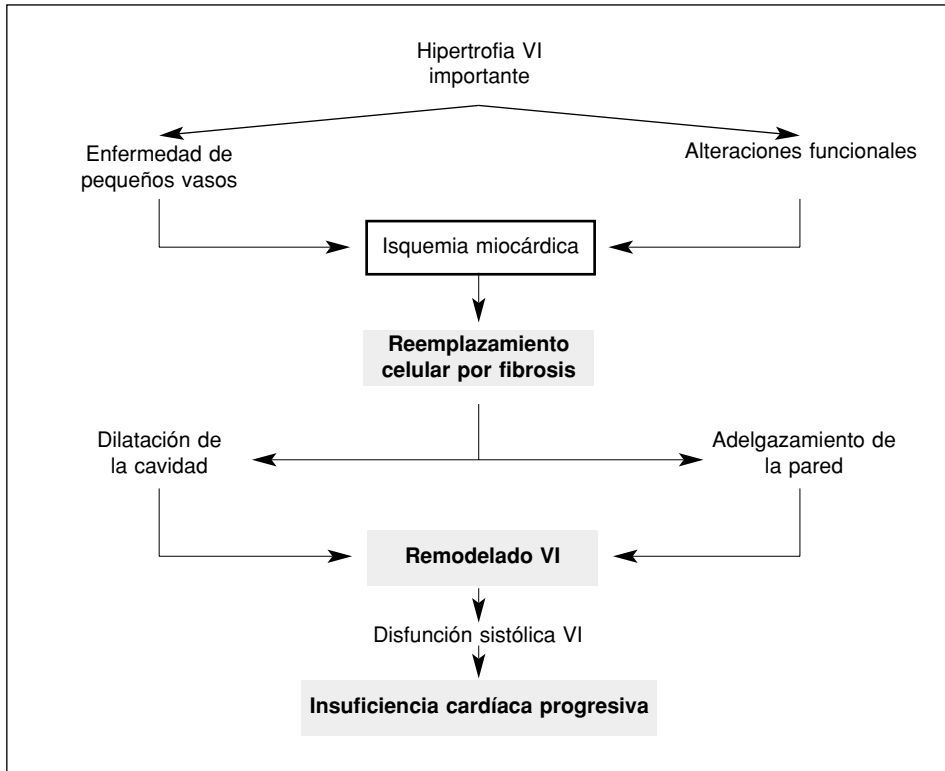 Hipertrofia VI
importante
Enfermedad de
pequeños vasos
Alteraciones funcionales
Isquemia miocárdica
Reemplazamiento
celular por fibrosis
Dilatación de
la cavidad
Adelgazamiento de
la pared
Remodelado VI
Disfunción sistólica VI
Insuficiencia cardíaca progresiva